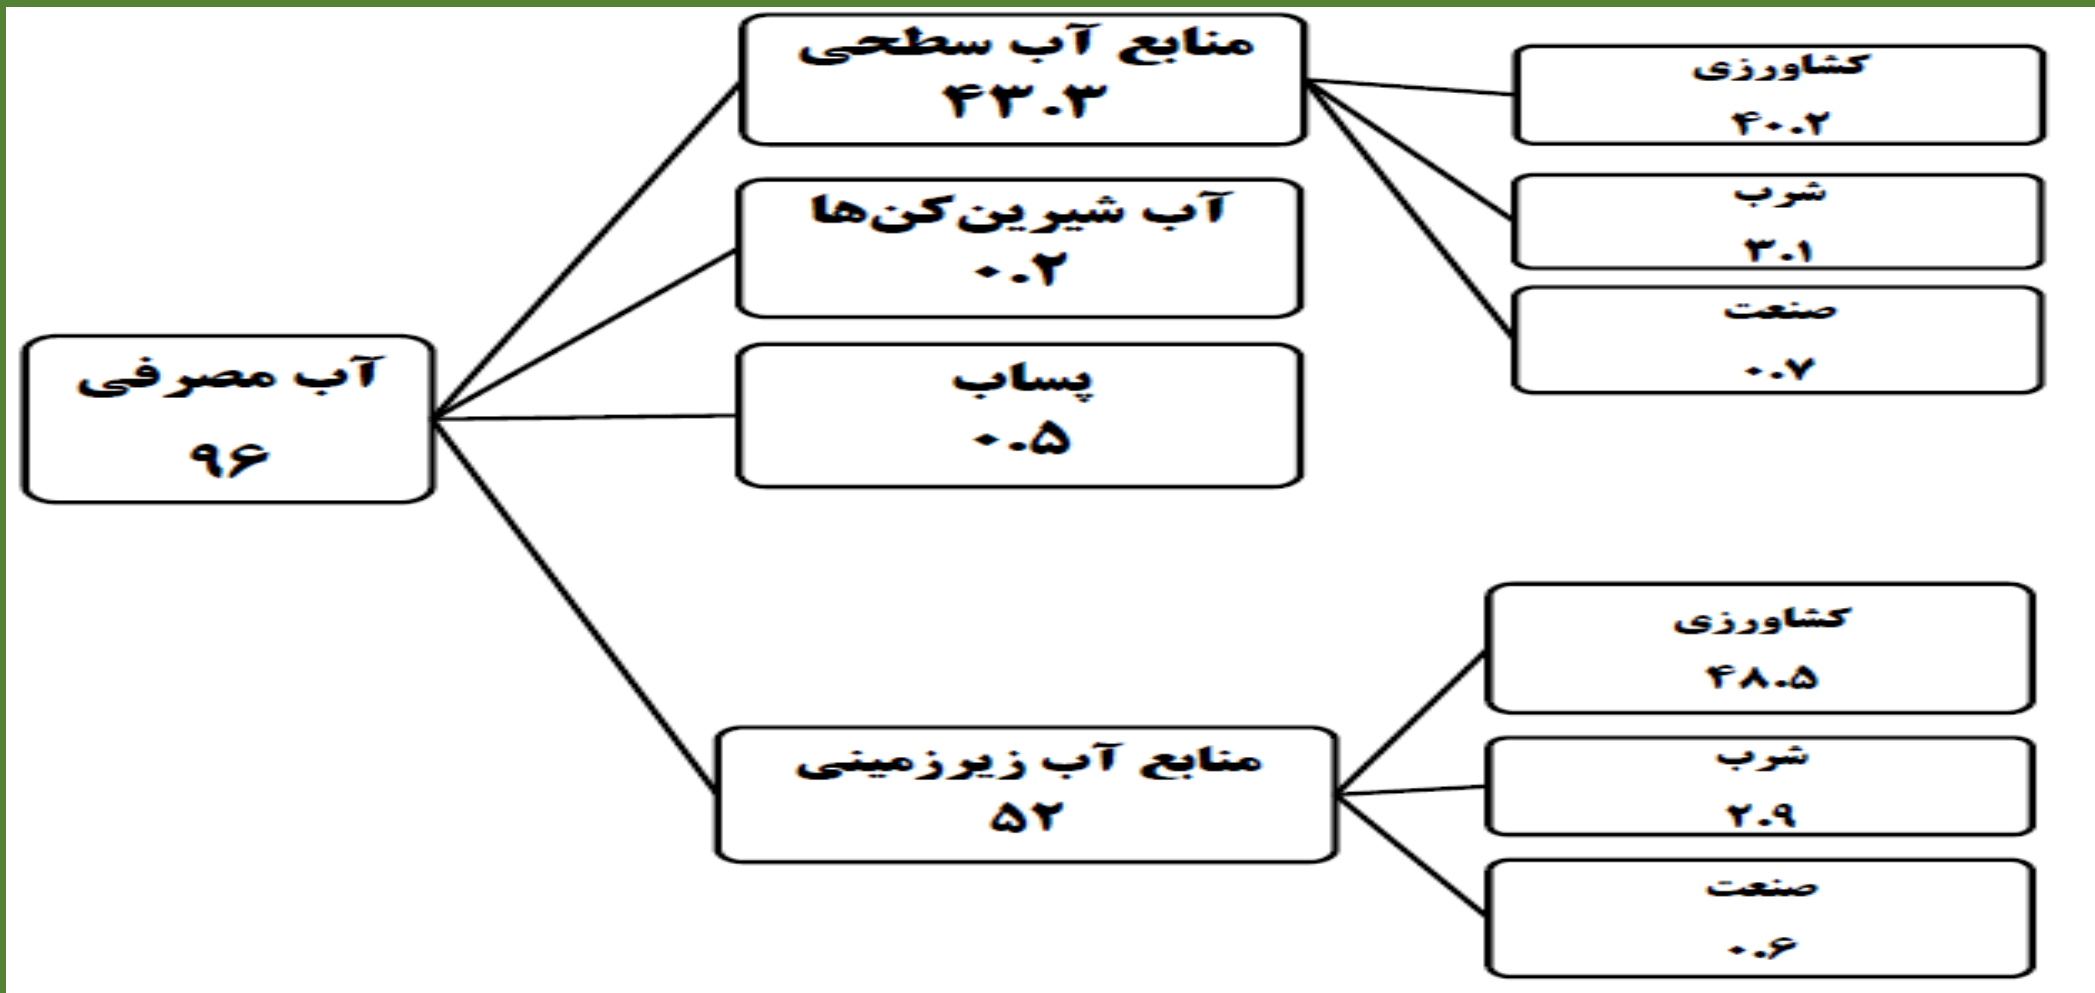 آب مصرفی
۹۶
منابع آب سطحی
۴۳.۳
کشاورزی
۴۰.۲
شرب
۳.۱
صنعت
۰.۷
آب شیرین‌کن‌ها
۰.۲
پساب
۰.۵
منابع آب زیرزمینی
۵۲
کشاورزی
۴۸.۵
شرب
۲.۹
صنعت
۰.۶